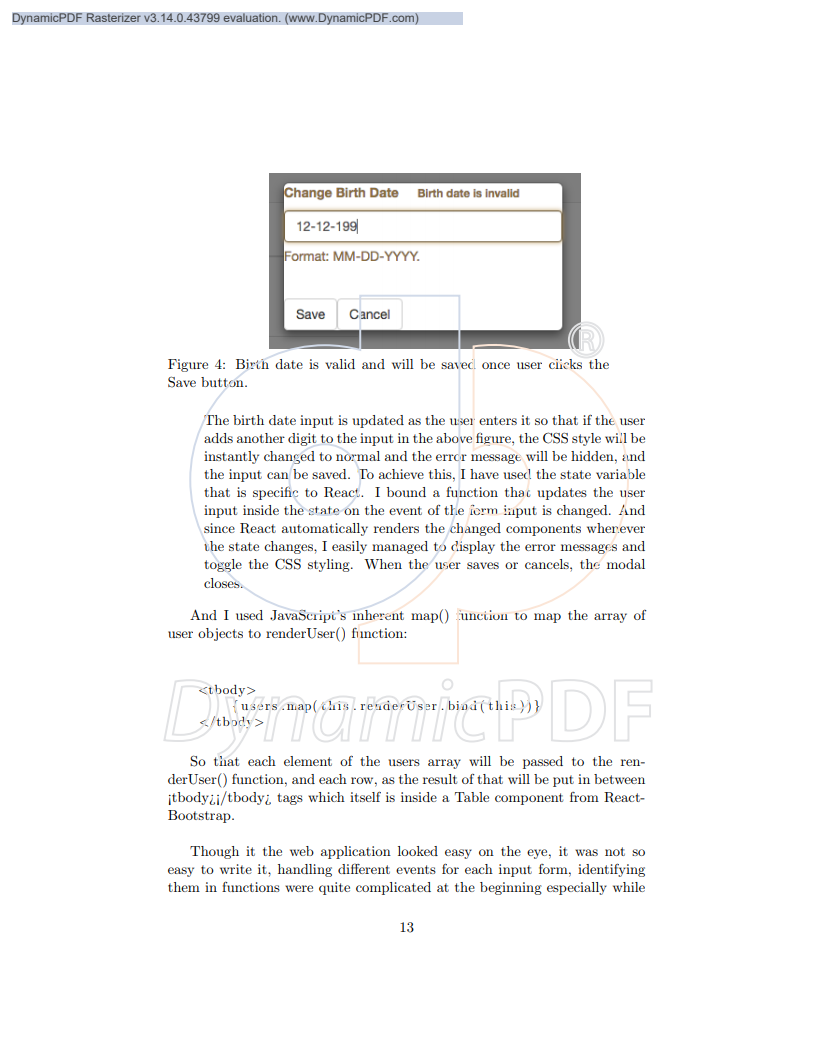 DynamicPDF Rasterizer v3.14.0.43799 evaluation. (www.DynamicPDF.com)
Change Birth Date Birth date is invalid
12-12-199
Format: MM-DD-YYYY.
Save Cancel
®
Figure 4: Birth date is valid and will be saved once user clicks the
Save button.
The birth date input is updated as the user enters it so that if the user
adds another digit to the input in the above figure, the CSS style will be
instantly changed to normal and the error message will be hidden, and
the input can be saved. To achieve this, I have used the state variable
that is specific to React. I bound a function that updates the user
input inside the state on the event of the form input is changed. And
since React automatically renders the changed components whenever
the state changes, I easily managed to display the error messages and
toggle the CSS styling. When the user saves or cancels, the modal
closes.
And I used JavaScript's inherent map() function to map the array of
user objects to renderUser() function:
<tbody>
{users.map(this.renderUser.bind(this))}
</tbody>
DynamicPDF
So that each element of the users array will be passed to the ren-
derUser() function, and each row, as the result of that will be put in between
¡tbody¿¡/tbody¿ tags which itself is inside a Table component from React-
Bootstrap.
Though it the web application looked easy on the eye, it was not so
easy to write it, handling different events for each input form, identifying
them in functions were quite complicated at the beginning especially while
13